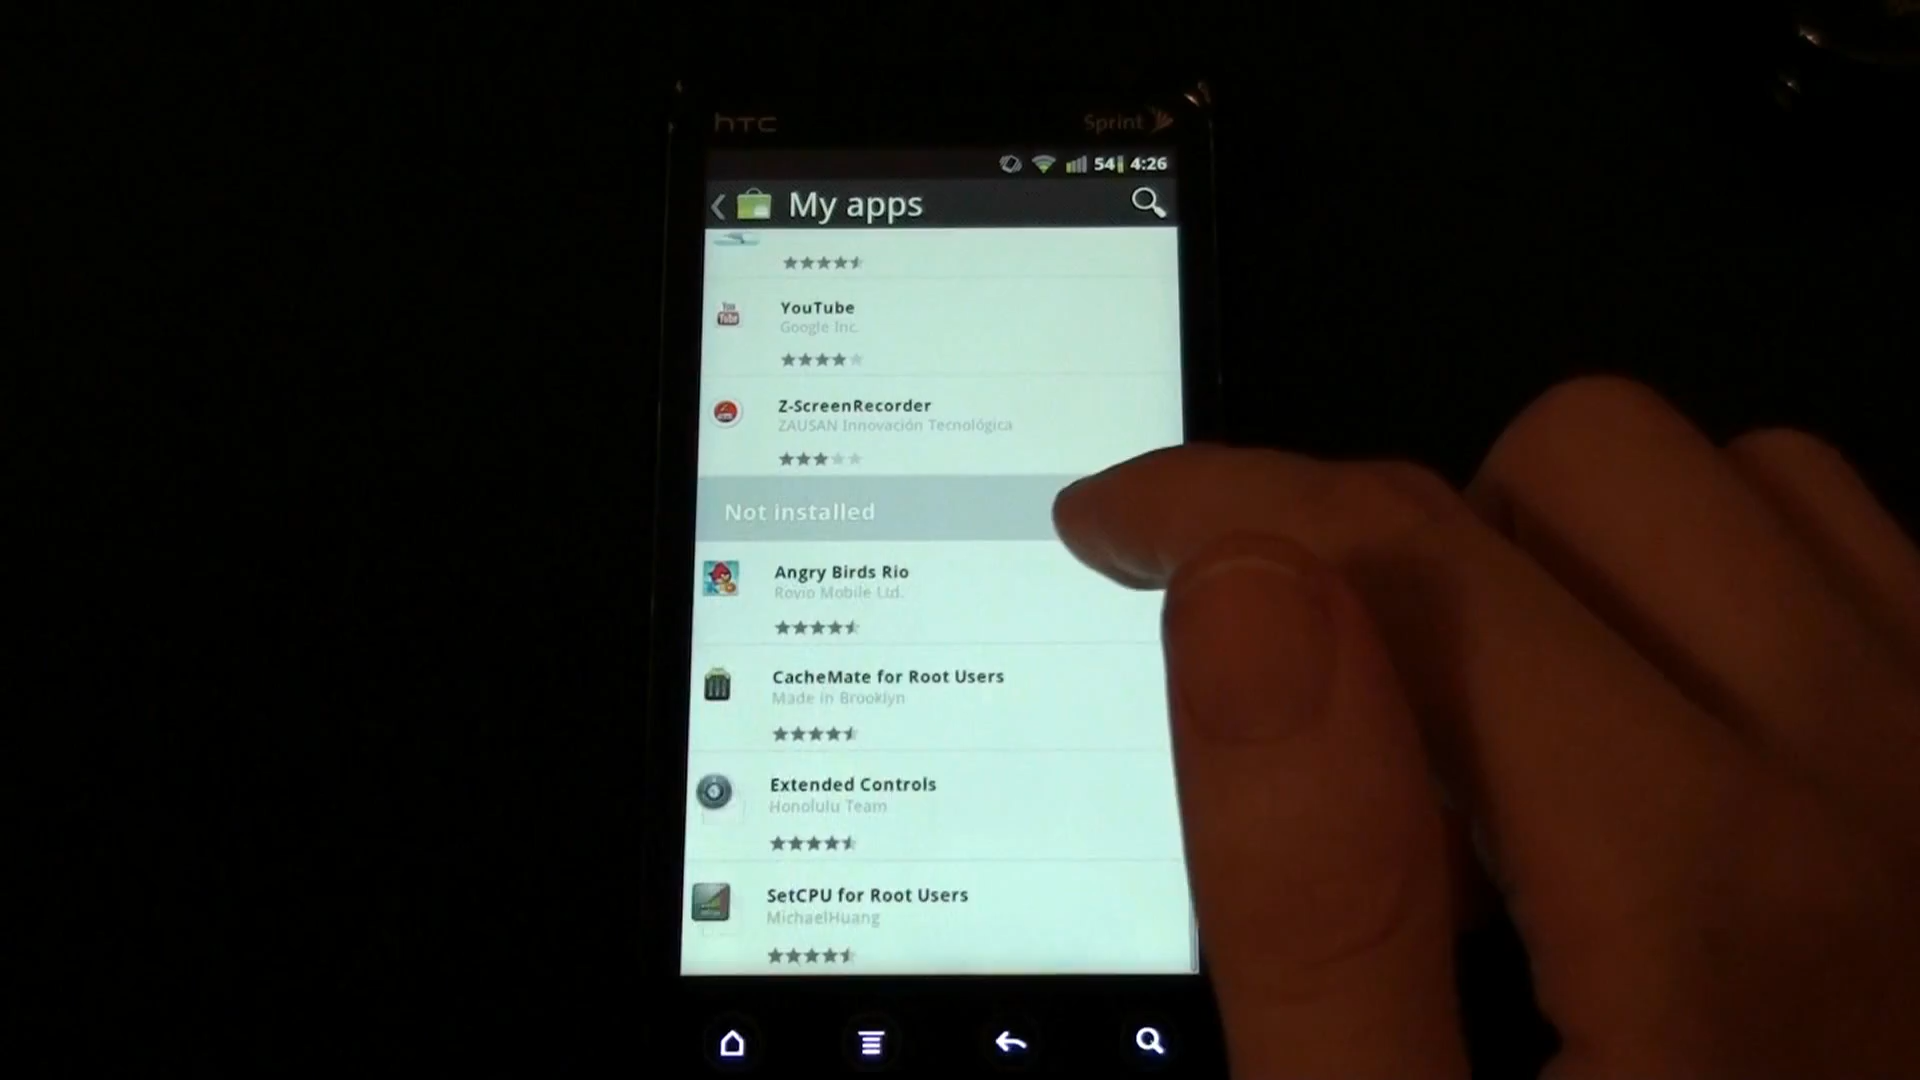 hTC
Sprint
54 4:26
My apps
YouTube
Google Inc.
Z-ScreenRecorder
ZAUSAN Innovación Tecnológica
Not installed
Angry Birds Rio
Rovio Mobile Ltd.
CacheMate for Root Users
Made in Brooklyn
Extended Controls
Honolulu Team
SetCPU for Root Users
MichaelHuang